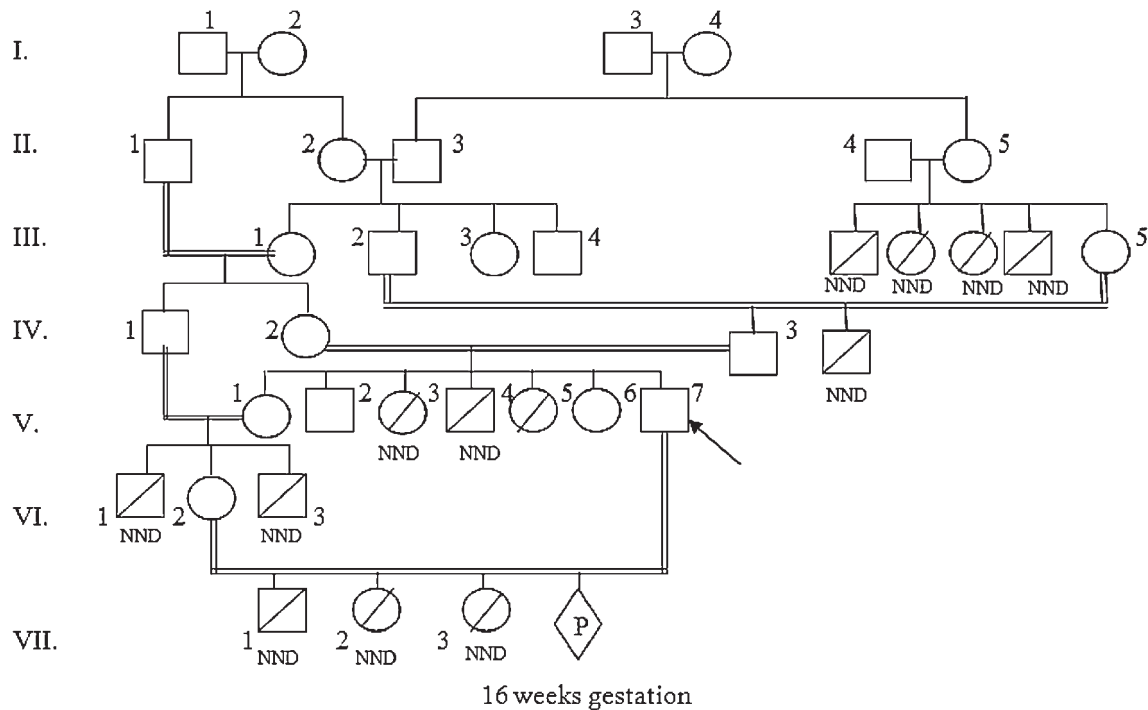 1 2 3 4
I.
II. 1 2 3 4 5
III. 1 2 3 4 5
NND NND NND NND
IV. 1 2 3
NND
1 2 3 4 5 6 7
V.
NND NND
VI. 1 NND 2 NND 3
P
VII. 1 NND 2 NND 3 NND
16 weeks gestation